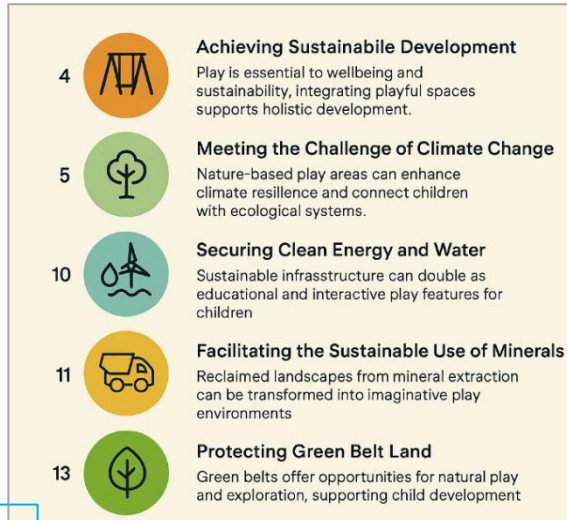 Achieving Sustainabile Development
4
Play is essential to wellbeing and
sustainability, integrating playful spaces
supports holistic development.
Meeting the Challenge of Climate Change
5
Nature-based play areas can enhance
climate resillence and connect children
with ecological systems.
Securing Clean Energy and Water
10
Sustainable infrasstructure can double as
educational and interactive play features for
children
Facilitating the Sustainable Use of Minerals
11
Reclaimed landscapes from mineral extraction
can be transformed into imaginative play
environments
Protecting Green Belt Land
13
Green belts offer opportunities for natural play
and exploration, supporting child development